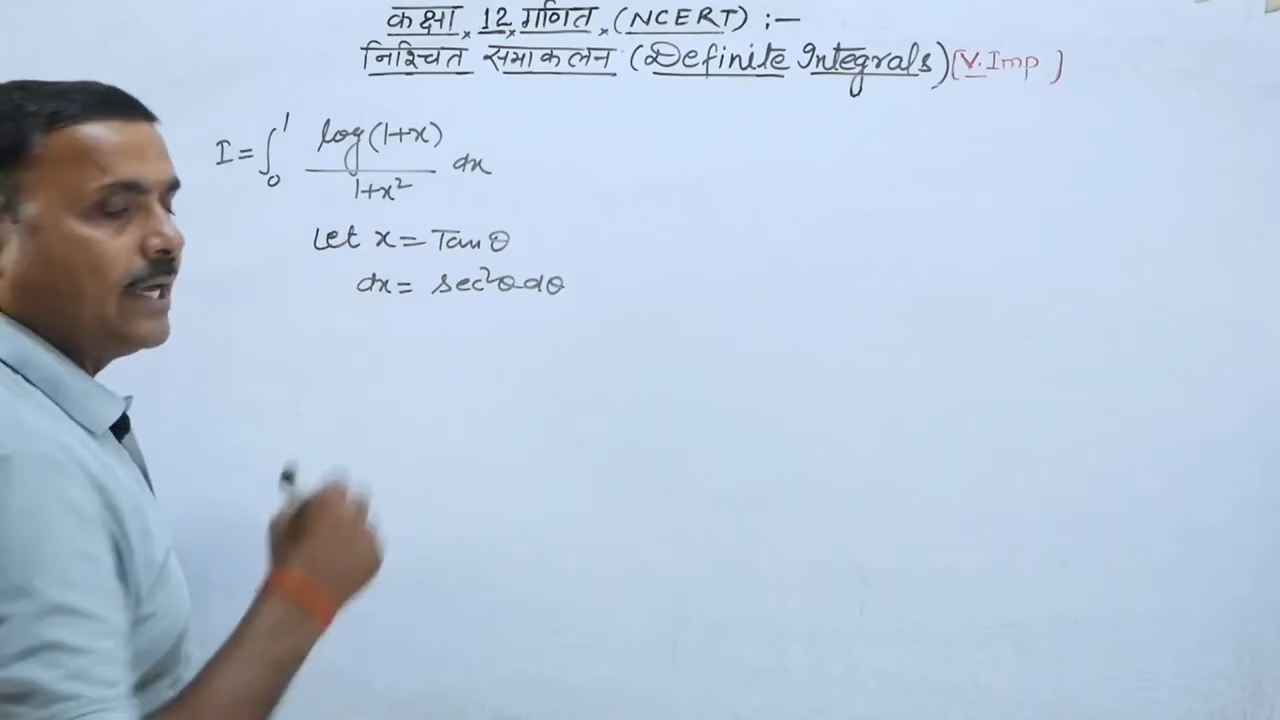 कक्षा × 12 × गणित × (NCERT) :—
निश्चित समाकलन (Definite Integrals) (V. Imp)
I = ∫₀¹ log(1+x) / 1+x² dx
Let x = Tan θ
dx = sec²θ dθ